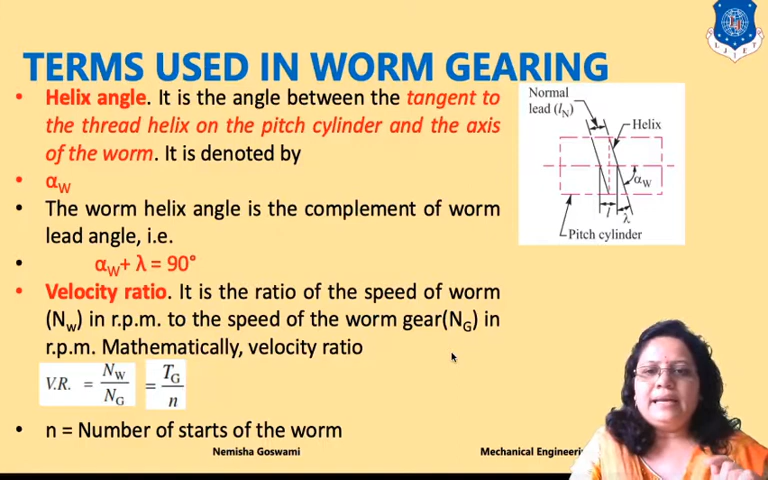 TERMS USED IN WORM GEARING
• Helix angle. It is the angle between the tangent to
the thread helix on the pitch cylinder and the axis
of the worm. It is denoted by
• αW
• The worm helix angle is the complement of worm
lead angle, i.e.
• αW+ λ = 90°
• Velocity ratio. It is the ratio of the speed of worm
(Nw) in r.p.m. to the speed of the worm gear(NG) in
r.p.m. Mathematically, velocity ratio
V.R. = NW/NG = TG/n
• n = Number of starts of the worm
Normal
lead (lN)
Helix
αW
l
λ
Pitch cylinder
Nemisha Goswami
Mechanical Engineerin